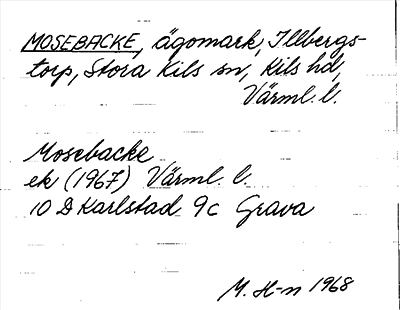 MOSEBACKE, ägomark, Illbergs-
torp, Stora Kils sn, Kils hd,
Värml. l.
Mosebacke
ek (1967) Värml. l.
10 D Karlstad 9c Grava
M. H-n 1968